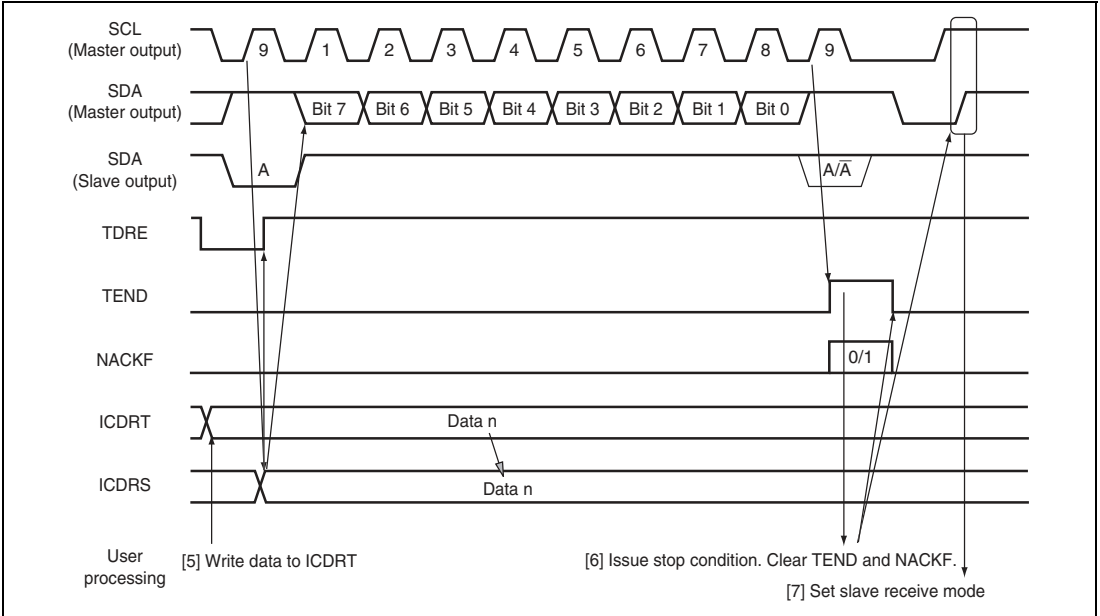 SCL
(Master output)
9 1 2 3 4 5 6 7 8 9
SDA
(Master output)
Bit 7 Bit 6 Bit 5 Bit 4 Bit 3 Bit 2 Bit 1 Bit 0
SDA
(Slave output)
A A/A̅
TDRE
TEND
NACKF
0/1
ICDRT
Data n
ICDRS
Data n
User
processing
[5] Write data to ICDRT
[6] Issue stop condition. Clear TEND and NACKF.
[7] Set slave receive mode